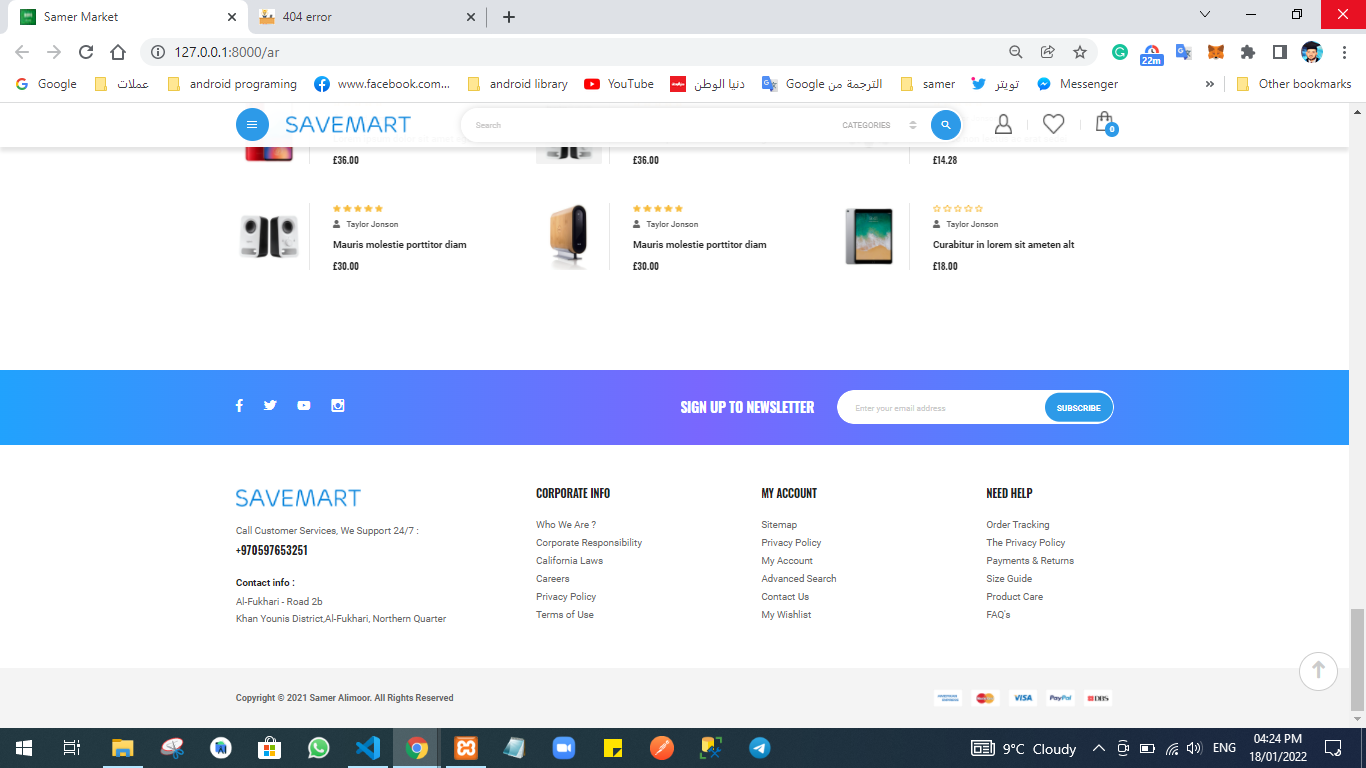 Samer Market
404 error
127.0.0.1:8000/ar
22m
Google
عملات
android programing
www.facebook.com...
android library
YouTube
دنيا الوطن
الترجمة من Google
samer
تويتر
Messenger
»
Other bookmarks
SAVEMART
Search
CATEGORIES
0
£36.00
£36.00
£14.28
Taylor Jonson
Taylor Jonson
Taylor Jonson
Mauris molestie porttitor diam
Mauris molestie porttitor diam
Curabitur in lorem sit ameten alt
£30.00
£30.00
£18.00
SIGN UP TO NEWSLETTER
Enter your email address
SUBSCRIBE
SAVEMART
Call Customer Services, We Support 24/7 :
+970597653251
Contact info :
Al-Fukhari - Road 2b
Khan Younis District,Al-Fukhari, Northern Quarter
CORPORATE INFO
Who We Are ?
Corporate Responsibility
California Laws
Careers
Privacy Policy
Terms of Use
MY ACCOUNT
Sitemap
Privacy Policy
My Account
Advanced Search
Contact Us
My Wishlist
NEED HELP
Order Tracking
The Privacy Policy
Payments & Returns
Size Guide
Product Care
FAQ's
Copyright © 2021 Samer Alimoor. All Rights Reserved
VISA
PayPal
DBS
9°C Cloudy
ENG
04:24 PM
18/01/2022